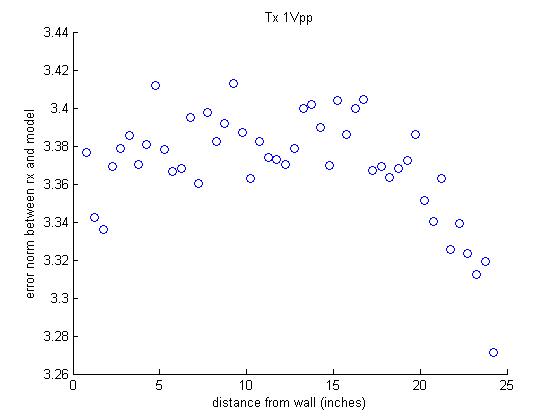 Tx 1Vpp
3.44
3.42
3.4
3.38
3.36
3.34
3.32
3.3
3.28
3.26
error norm between rx and model
0 5 10 15 20 25
distance from wall (inches)